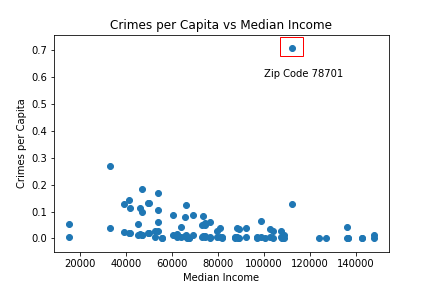 Crimes per Capita vs Median Income
0.7
0.6
0.5
0.4
0.3
0.2
0.1
0.0
Crimes per Capita
Zip Code 78701
20000 40000 60000 80000 100000 120000 140000
Median Income